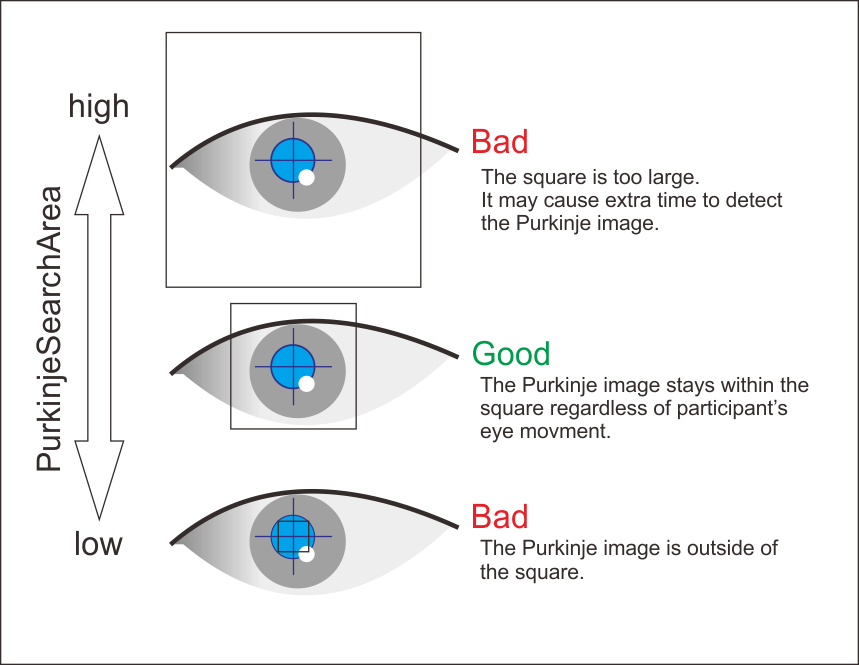 high
PurkinjeSearchArea
low
Bad
The square is too large.
It may cause extra time to detect
the Purkinje image.
Good
The Purkinje image stays within the
square regardless of participant's
eye movment.
Bad
The Purkinje image is outside of
the square.